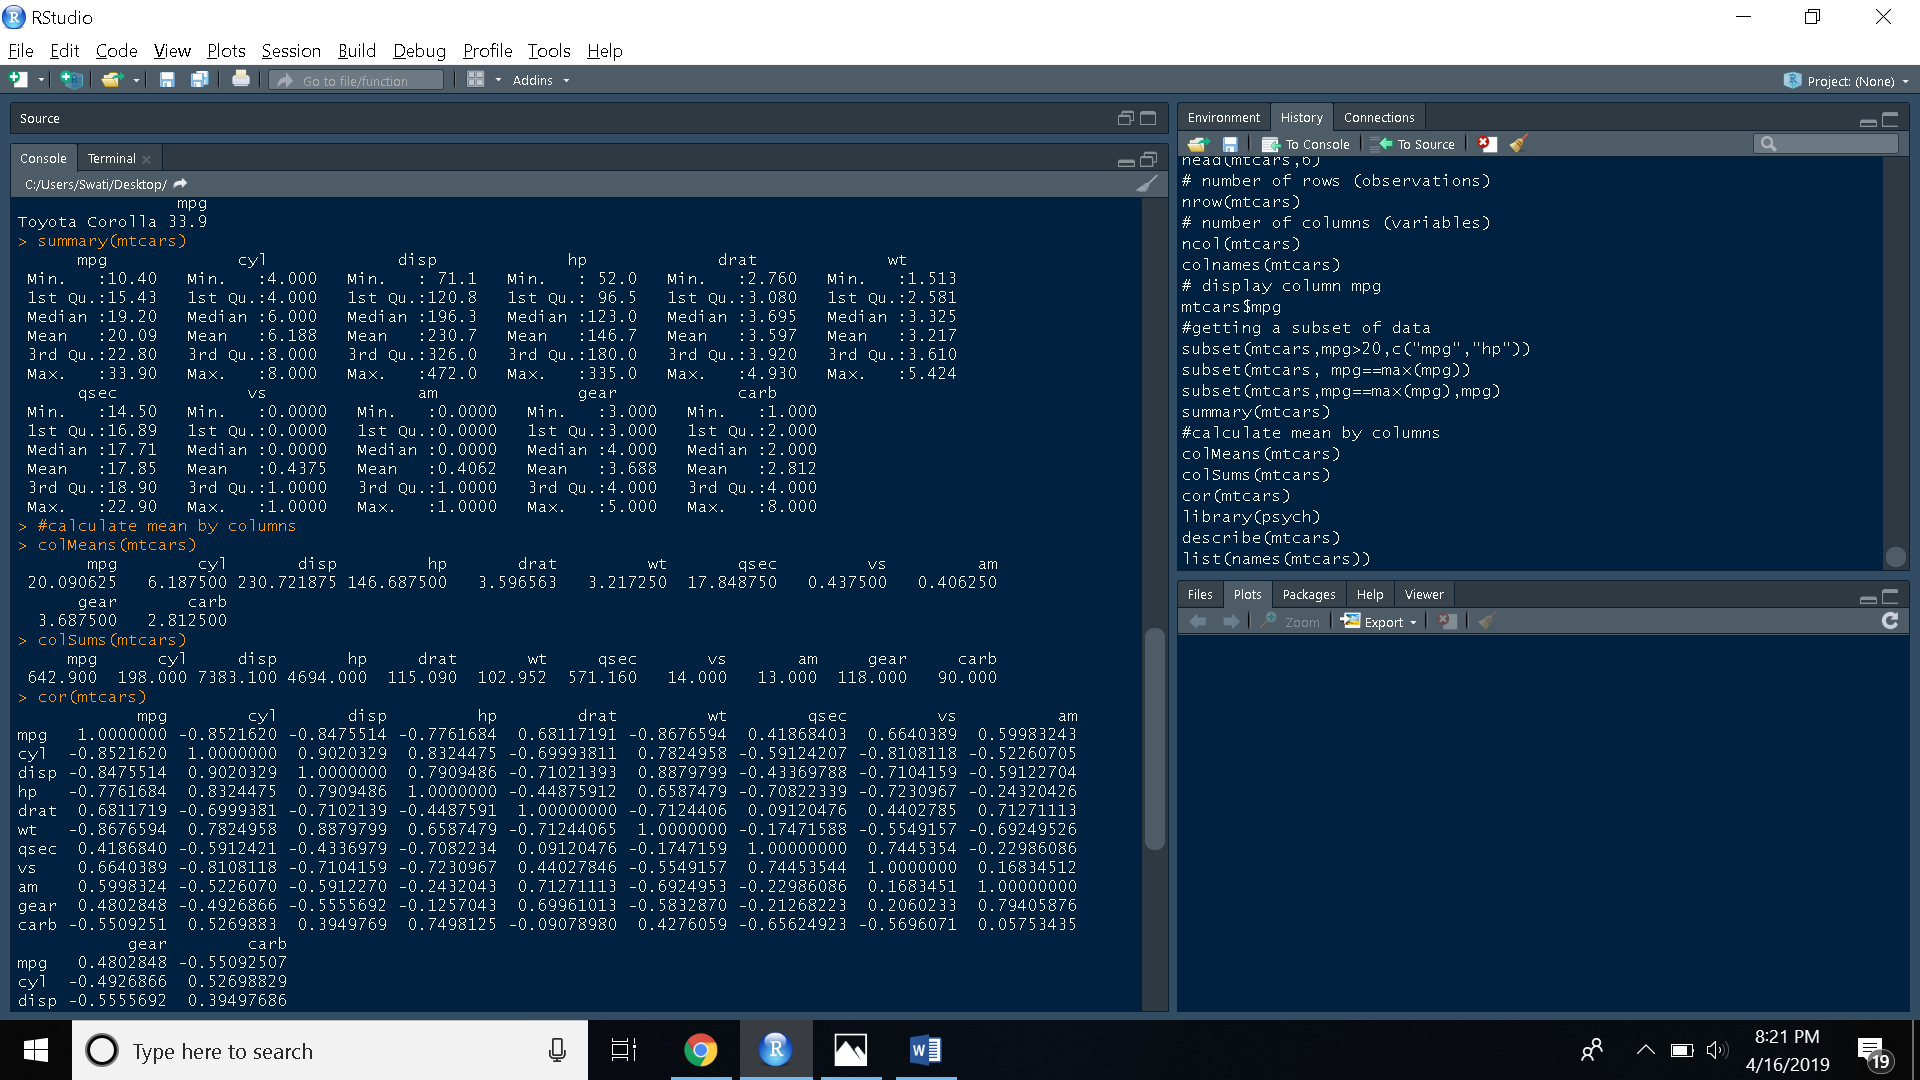 RStudio
File Edit Code View Plots Session Build Debug Profile Tools Help
Go to file/function Addins Project: (None)
Source
Console Terminal
C:/Users/Swati/Desktop/
mpg
Toyota Corolla 33.9
> summary(mtcars)
mpg cyl disp hp drat wt
Min. :10.40 Min. :4.000 Min. : 71.1 Min. : 52.0 Min. :2.760 Min. :1.513
1st Qu.:15.43 1st Qu.:4.000 1st Qu.:120.8 1st Qu.: 96.5 1st Qu.:3.080 1st Qu.:2.581
Median :19.20 Median :6.000 Median :196.3 Median :123.0 Median :3.695 Median :3.325
Mean :20.09 Mean :6.188 Mean :230.7 Mean :146.7 Mean :3.597 Mean :3.217
3rd Qu.:22.80 3rd Qu.:8.000 3rd Qu.:326.0 3rd Qu.:180.0 3rd Qu.:3.920 3rd Qu.:3.610
Max. :33.90 Max. :8.000 Max. :472.0 Max. :335.0 Max. :4.930 Max. :5.424
qsec vs am gear carb
Min. :14.50 Min. :0.0000 Min. :0.0000 Min. :3.000 Min. :1.000
1st Qu.:16.89 1st Qu.:0.0000 1st Qu.:0.0000 1st Qu.:3.000 1st Qu.:2.000
Median :17.71 Median :0.0000 Median :0.0000 Median :4.000 Median :2.000
Mean :17.85 Mean :0.4375 Mean :0.4062 Mean :3.688 Mean :2.812
3rd Qu.:18.90 3rd Qu.:1.0000 3rd Qu.:1.0000 3rd Qu.:4.000 3rd Qu.:4.000
Max. :22.90 Max. :1.0000 Max. :1.0000 Max. :5.000 Max. :8.000
> #calculate mean by columns
> colMeans(mtcars)
mpg cyl disp hp drat wt qsec vs am
20.090625 6.187500 230.721875 146.687500 3.596563 3.217250 17.848750 0.437500 0.406250
gear carb
3.687500 2.812500
> colSums(mtcars)
mpg cyl disp hp drat wt qsec vs am gear carb
642.900 198.000 7383.100 4694.000 115.090 102.952 571.160 14.000 13.000 118.000 90.000
> cor(mtcars)
mpg cyl disp hp drat wt qsec vs am
mpg 1.0000000 -0.8521620 -0.8475514 -0.7761684 0.68117191 -0.8676594 0.41868403 0.6640389 0.59983243
cyl -0.8521620 1.0000000 0.9020329 0.8324475 -0.69993811 0.7824958 -0.59124207 -0.8108118 -0.52260705
disp -0.8475514 0.9020329 1.0000000 0.7909486 -0.71021393 0.8879799 -0.43369788 -0.7104159 -0.59122704
hp -0.7761684 0.8324475 0.7909486 1.0000000 -0.44875912 0.6587479 -0.70822339 -0.7230967 -0.24320426
drat 0.6811719 -0.6999381 -0.7102139 -0.4487591 1.00000000 -0.7124406 0.09120476 0.4402785 0.71271113
wt -0.8676594 0.7824958 0.8879799 0.6587479 -0.71244065 1.0000000 -0.17471588 -0.5549157 -0.69249526
qsec 0.4186840 -0.5912421 -0.4336979 -0.7082234 0.09120476 -0.1747159 1.00000000 0.7445354 -0.22986086
vs 0.6640389 -0.8108118 -0.7104159 -0.7230967 0.44027846 -0.5549157 0.74453544 1.0000000 0.16834512
am 0.5998324 -0.5226070 -0.5912270 -0.2432043 0.71271113 -0.6924953 -0.22986086 0.1683451 1.00000000
gear 0.4802848 -0.4926866 -0.5555692 -0.1257043 0.69961013 -0.5832870 -0.21268223 0.2060233 0.79405876
carb -0.5509251 0.5269883 0.3949769 0.7498125 -0.09078980 0.4276059 -0.65624923 -0.5696071 0.05753435
gear carb
mpg 0.4802848 -0.55092507
cyl -0.4926866 0.52698829
disp -0.5555692 0.39497686
Environment History Connections
To Console To Source
head(mtcars,6)
# number of rows (observations)
nrow(mtcars)
# number of columns (variables)
ncol(mtcars)
colnames(mtcars)
# display column mpg
mtcars$mpg
#getting a subset of data
subset(mtcars,mpg>20,c("mpg","hp"))
subset(mtcars, mpg==max(mpg))
subset(mtcars,mpg==max(mpg),mpg)
summary(mtcars)
#calculate mean by columns
colMeans(mtcars)
colSums(mtcars)
cor(mtcars)
library(psych)
describe(mtcars)
list(names(mtcars))
Files Plots Packages Help Viewer
Zoom Export
Type here to search
8:21 PM
4/16/2019
19